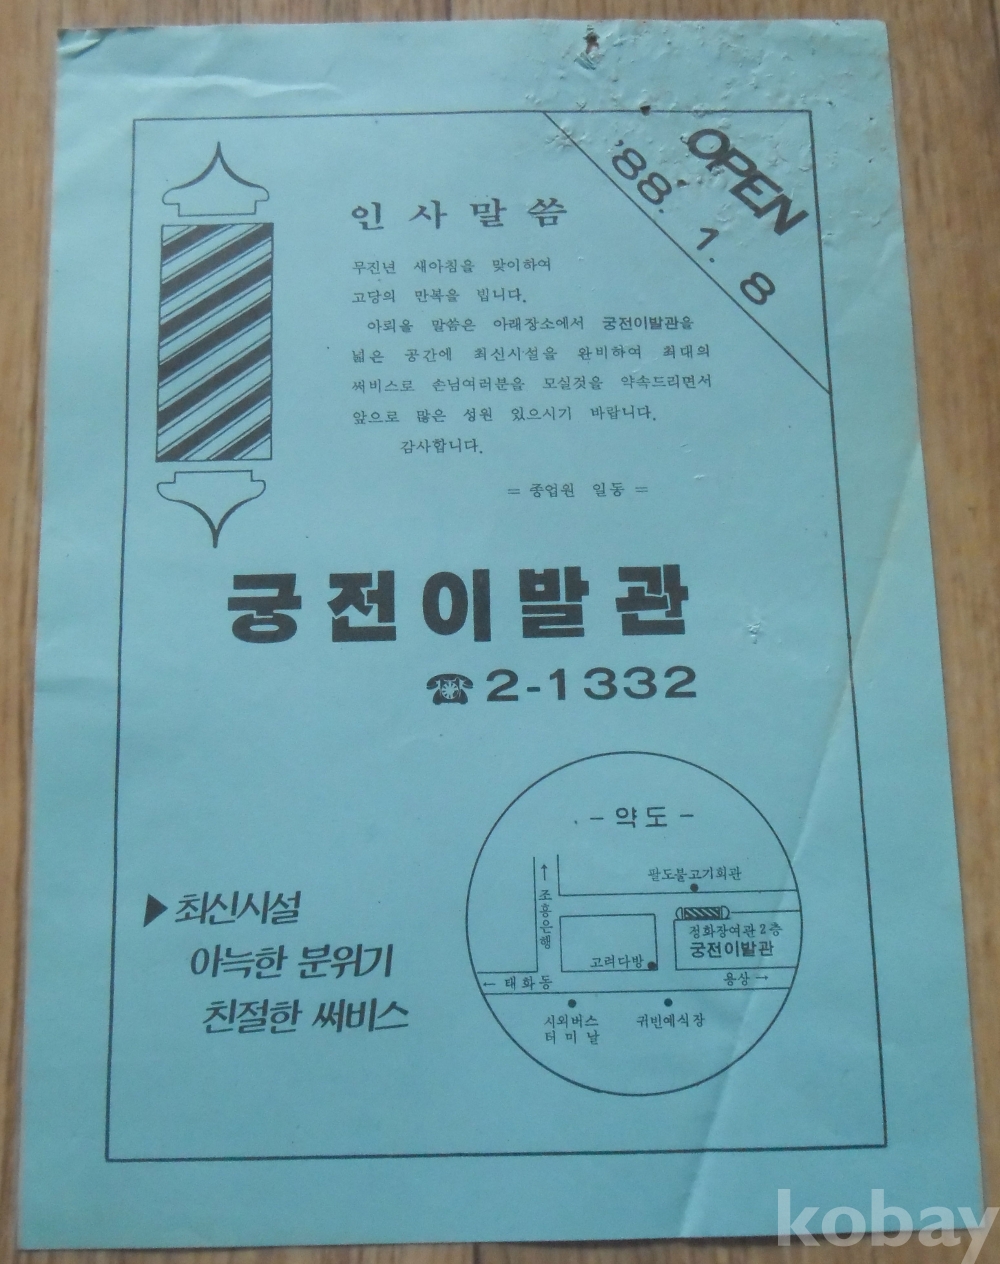 OPEN
'88. 1. 8
인 사 말 씀
무진년 새아침을 맞이하여
고당의 만복을 빕니다.
아뢰올 말씀은 아래장소에서 궁전이발관을
넓은 공간에 최신시설을 완비하여 최대의
써비스로 손님여러분을 모실것을 약속드리면서
앞으로 많은 성원 있으시기 바랍니다.
감사합니다.
= 종업원 일동 =
궁전이발관
☎ 2-1332
▶ 최신시설
아늑한 분위기
친절한 써비스
- 약도 -
팔도불고기회관
← 조흥은행
정화장여관 2층
궁전이발관
고려다방
← 태화동
용상 →
시외버스
터 미 날
귀빈예식장
kobay